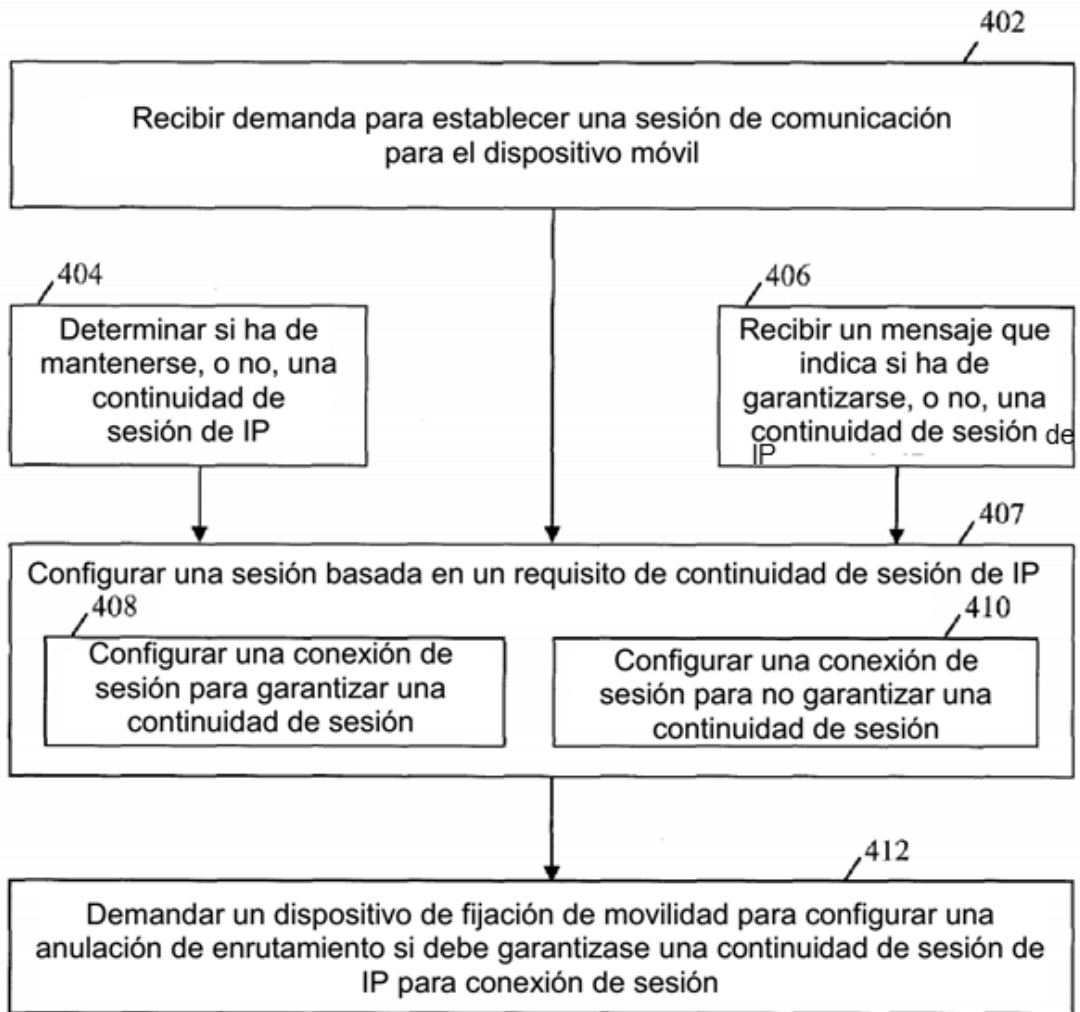 402
Recibir demanda para establecer una sesión de comunicación
para el dispositivo móvil
404
Determinar si ha de
mantenerse, o no, una
continuidad de
sesión de IP
406
Recibir un mensaje que
indica si ha de
garantizarse, o no, una
continuidad de sesión de
IP
407
Configurar una sesión basada en un requisito de continuidad de sesión de IP
408
Configurar una conexión de
sesión para garantizar una
continuidad de sesión
410
Configurar una conexión de
sesión para no garantizar una
continuidad de sesión
412
Demandar un dispositivo de fijación de movilidad para configurar una
anulación de enrutamiento si debe garantizase una continuidad de sesión de
IP para conexión de sesión